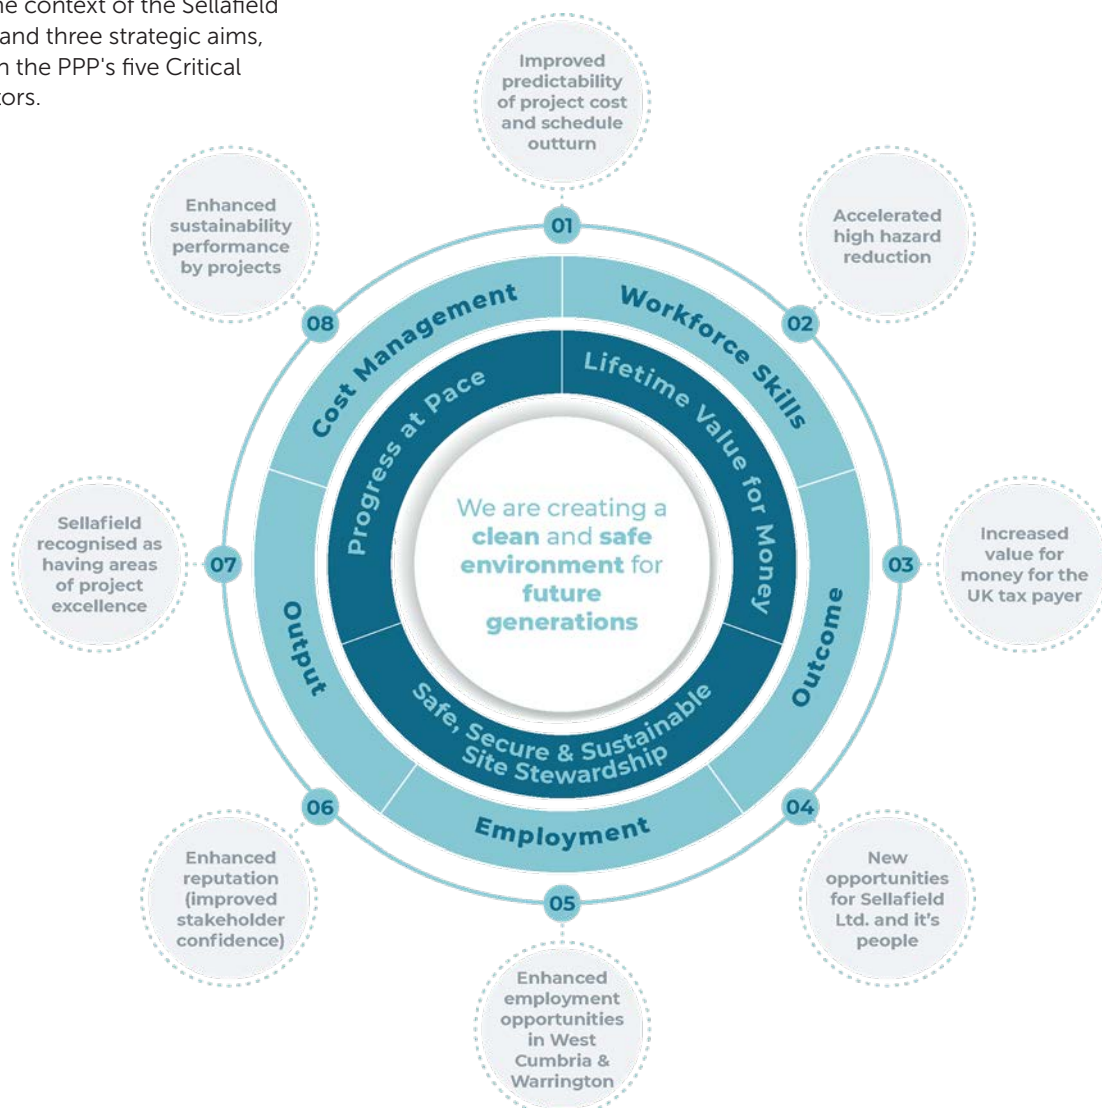 he context of the Sellafield
and three strategic aims,
n the PPP's five Critical
tors.
Improved
predictability
of project cost
and schedule
outturn
01
Accelerated
high hazard
reduction
02
Increased
value for
money for the
UK tax payer
03
New
opportunities
for Sellafield
Ltd. and it's
people
04
Enhanced
employment
opportunities
in West
Cumbria &
Warrington
05
Enhanced
reputation
(improved
stakeholder
confidence)
06
Sellafield
recognised as
having areas
of project
excellence
07
Enhanced
sustainability
performance
by projects
08
Cost Management
Workforce Skills
Outcome
Employment
Output
Progress at Pace
Lifetime Value for Money
Safe, Secure & Sustainable
Site Stewardship
We are creating a
clean and safe
environment for
future
generations